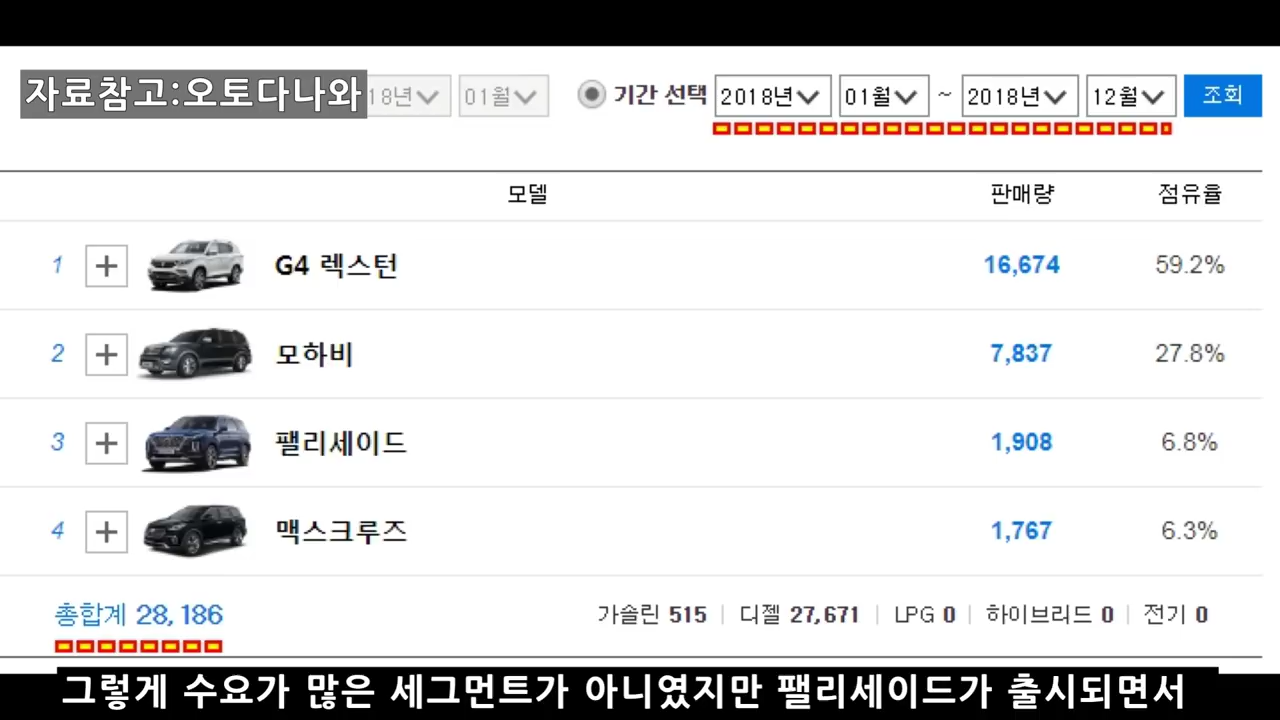 자료참고:오토다나와 18년 01월 기간 선택 2018년 01월 ~ 2018년 12월 조회
모델 판매량 점유율
1 + G4 렉스턴 16,674 59.2%
2 + 모하비 7,837 27.8%
3 + 팰리세이드 1,908 6.8%
4 + 맥스크루즈 1,767 6.3%
총합계 28,186 가솔린 515 | 디젤 27,671 | LPG 0 | 하이브리드 0 | 전기 0
그렇게 수요가 많은 세그먼트가 아니였지만 팰리세이드가 출시되면서